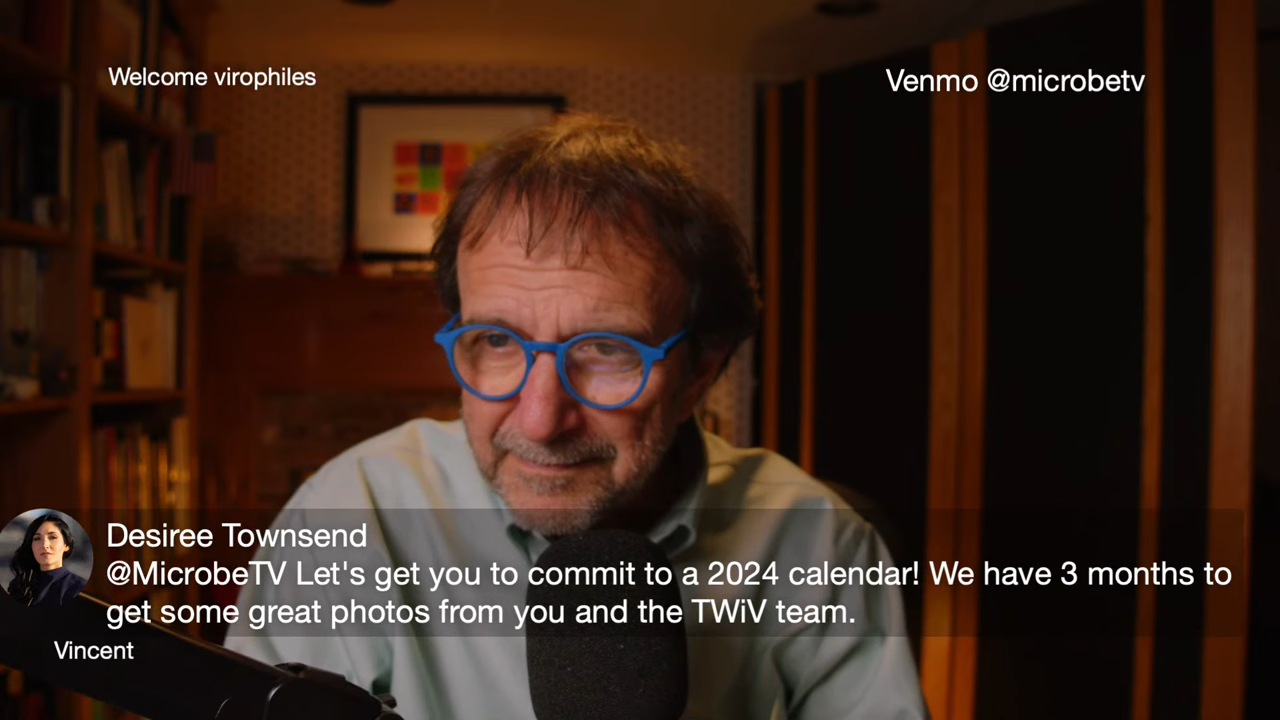 Welcome virophiles
Venmo @microbetv
Desiree Townsend
@MicrobeTV Let's get you to commit to a 2024 calendar! We have 3 months to
get some great photos from you and the TWiV team.
Vincent